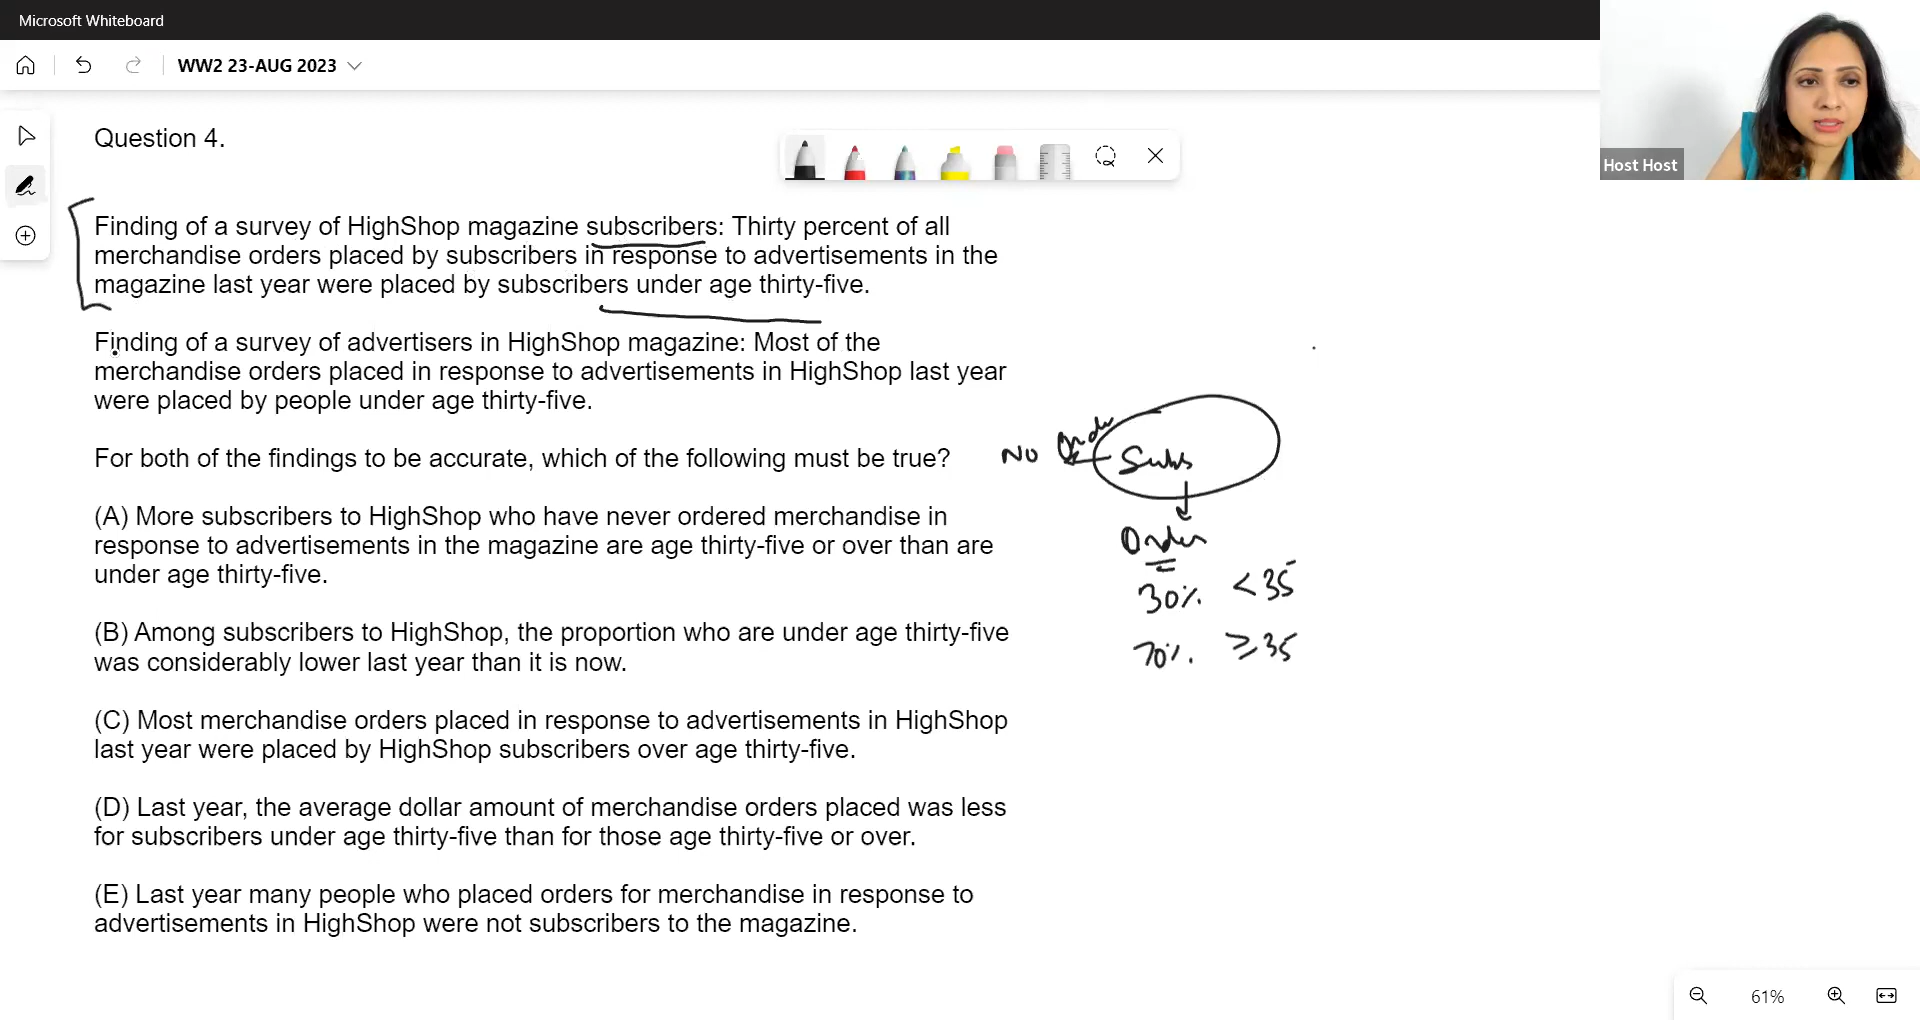 Microsoft Whiteboard
WW2 23-AUG 2023
Host Host
Question 4.
Finding of a survey of HighShop magazine subscribers: Thirty percent of all
merchandise orders placed by subscribers in response to advertisements in the
magazine last year were placed by subscribers under age thirty-five.
Finding of a survey of advertisers in HighShop magazine: Most of the
merchandise orders placed in response to advertisements in HighShop last year
were placed by people under age thirty-five.
For both of the findings to be accurate, which of the following must be true?
(A) More subscribers to HighShop who have never ordered merchandise in
response to advertisements in the magazine are age thirty-five or over than are
under age thirty-five.
(B) Among subscribers to HighShop, the proportion who are under age thirty-five
was considerably lower last year than it is now.
(C) Most merchandise orders placed in response to advertisements in HighShop
last year were placed by HighShop subscribers over age thirty-five.
(D) Last year, the average dollar amount of merchandise orders placed was less
for subscribers under age thirty-five than for those age thirty-five or over.
(E) Last year many people who placed orders for merchandise in response to
advertisements in HighShop were not subscribers to the magazine.
No Order
Subs
Order
30% <35
70% ≥35
61%